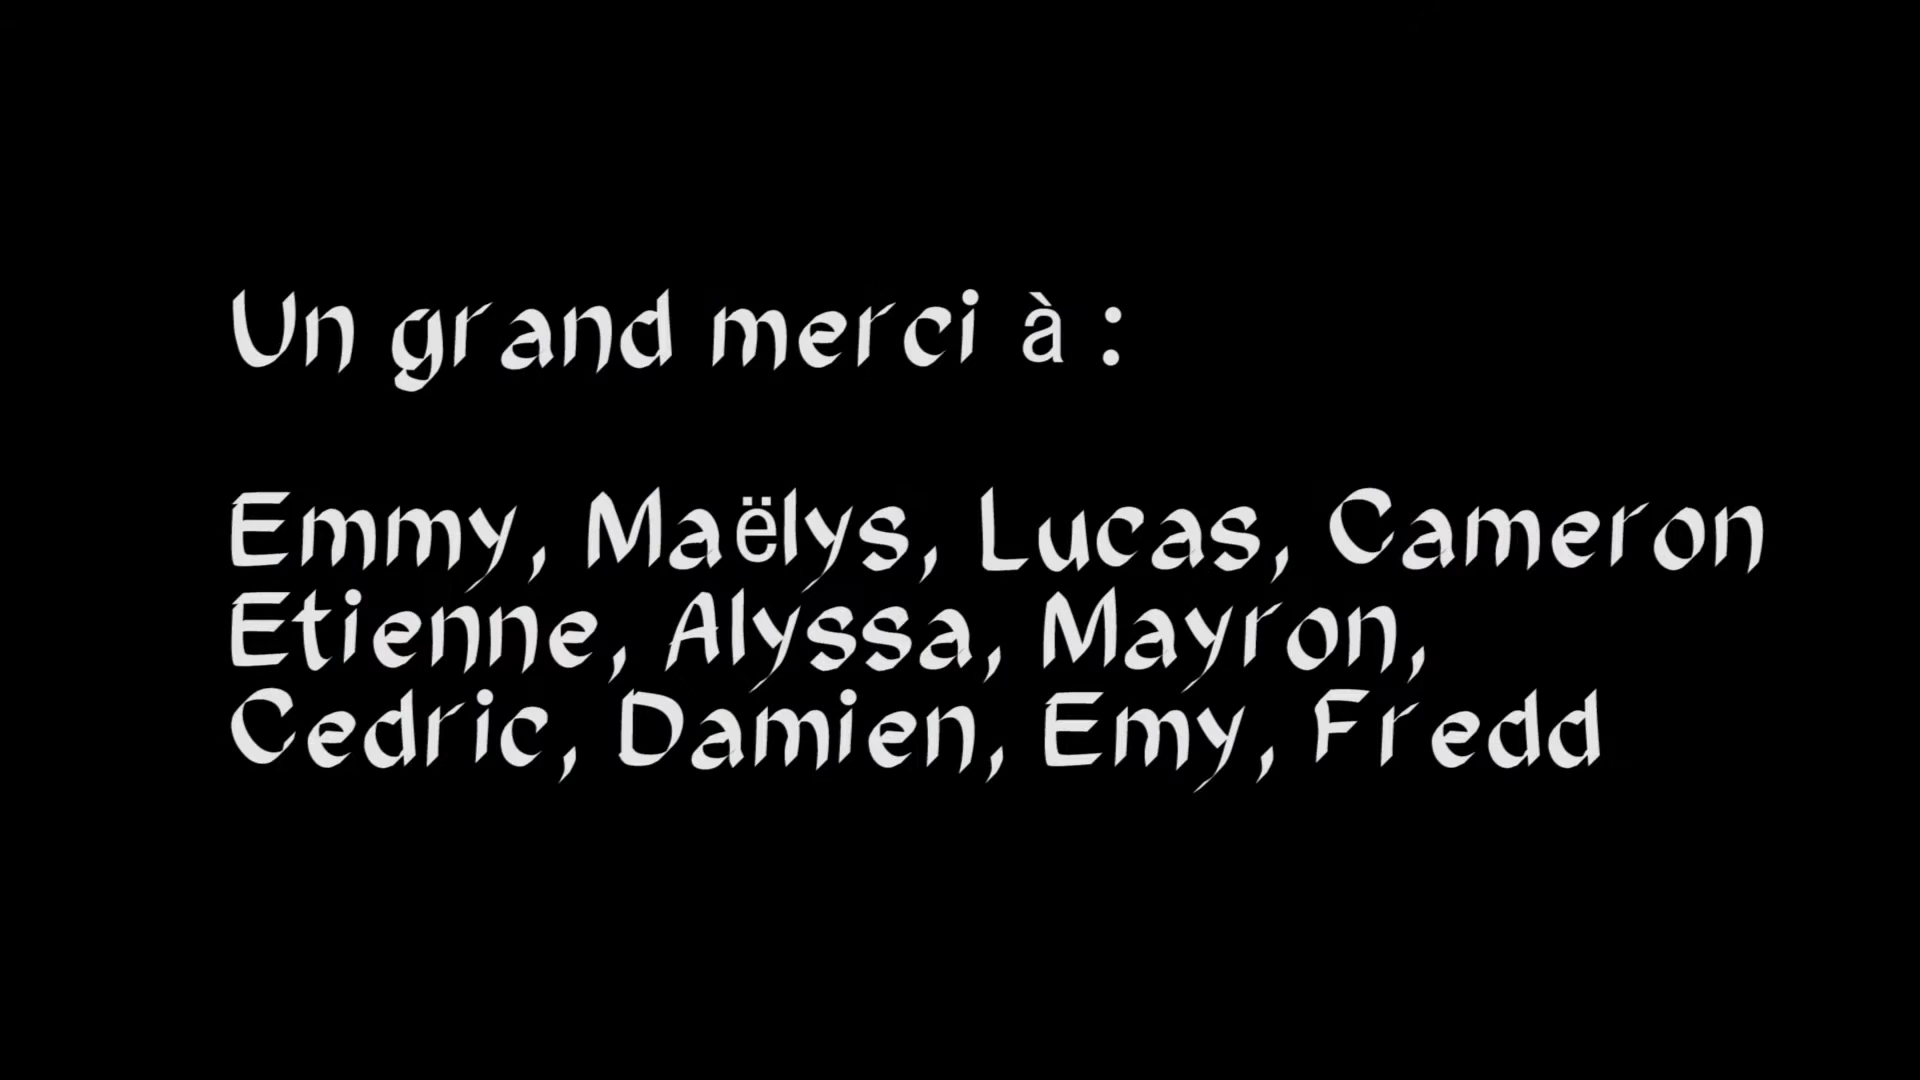 Un grand merci à :
Emmy, Maëlys, Lucas, Cameron
Etienne, Alyssa, Mayron,
Cedric, Damien, Emy, Fredd